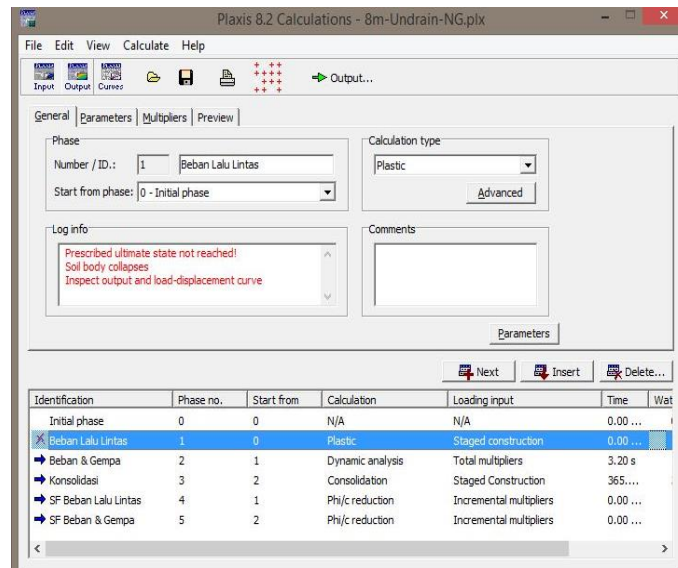 Plaxis 8.2 Calculations - 8m-Undrain-NG.plx
File Edit View Calculate Help
Input Output Curves Output...
General Parameters Multipliers Preview
Phase
Number / ID.: 1 Beban Lalu Lintas
Start from phase: 0 - Initial phase
Calculation type
Plastic
Advanced
Log info
Prescribed ultimate state not reached!
Soil body collapses
Inspect output and load-displacement curve
Comments
Parameters
Next Insert Delete...
Identification Phase no. Start from Calculation Loading input Time Wat
Initial phase 0 0 N/A N/A 0.00 ...
Beban Lalu Lintas 1 0 Plastic Staged construction 0.00 ...
Beban & Gempa 2 1 Dynamic analysis Total multipliers 3.20 s
Konsolidasi 3 2 Consolidation Staged Construction 365....
SF Beban Lalu Lintas 4 1 Phi/c reduction Incremental multipliers 0.00 ...
SF Beban & Gempa 5 2 Phi/c reduction Incremental multipliers 0.00 ...